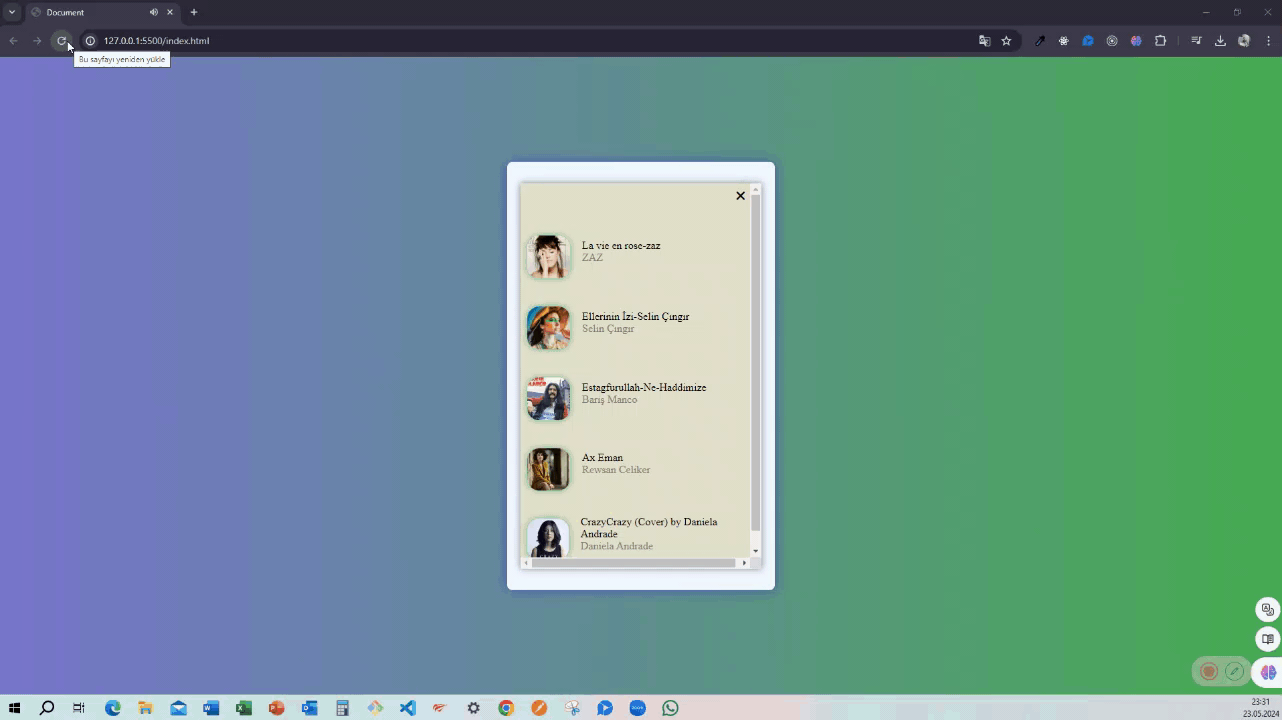 Document
127.0.0.1:5500/index.html
Bu sayfayı yeniden yükle
La vie en rose-zaz
ZAZ
Ellerinin İzi-Selin Çıngır
Selin Çıngır
Estagfurullah-Ne-Haddimize
Bariş Manco
Ax Eman
Rewsan Celiker
CrazyCrazy (Cover) by Daniela
Andrade
Daniela Andrade
23:31
23.05.2024